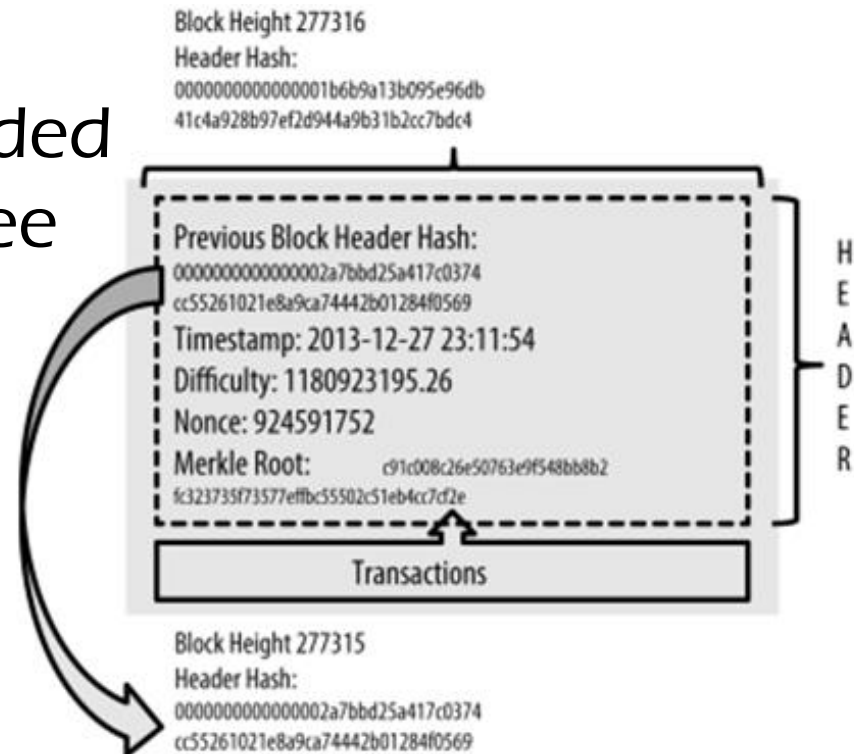 ded
ee
Block Height 277316
Header Hash:
0000000000000001b6b9a13b095e96db
41c4a928b97ef2d944a9b31b2cc7bdc4
Previous Block Header Hash:
0000000000000002a7bbd25a417c0374
cc55261021e8a9ca74442b01284f0569
Timestamp: 2013-12-27 23:11:54
Difficulty: 1180923195.26
Nonce: 924591752
Merkle Root: c91c008c26e50763e9f548bb8b2
fc323735f73577effbc55502c51eb4cc7cf2e
HEADER
Transactions
Block Height 277315
Header Hash:
0000000000000002a7bbd25a417c0374
cc55261021e8a9ca74442b01284f0569